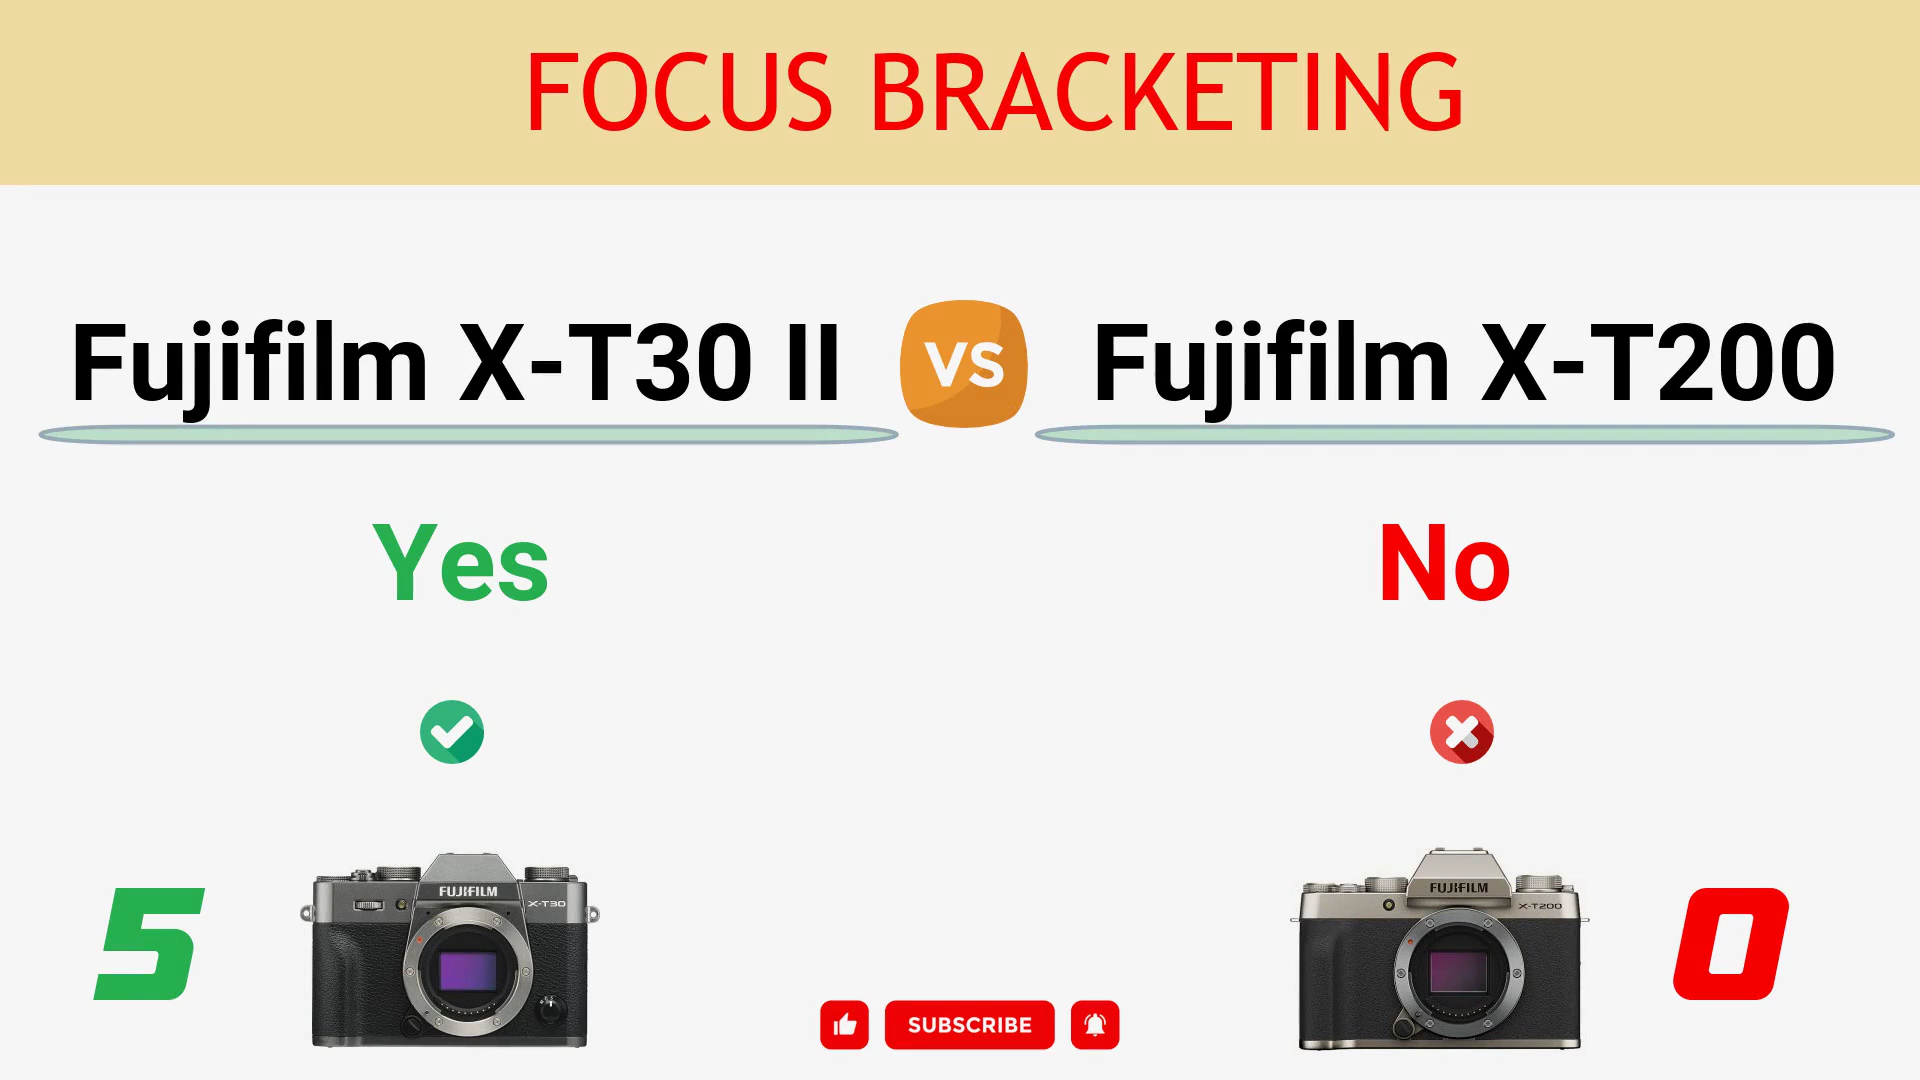 FOCUS BRACKETING
Fujifilm X-T30 II
VS
Fujifilm X-T200
Yes
No
5
FUJIFILM
X-T30
FUJIFILM
X-T200
0
SUBSCRIBE